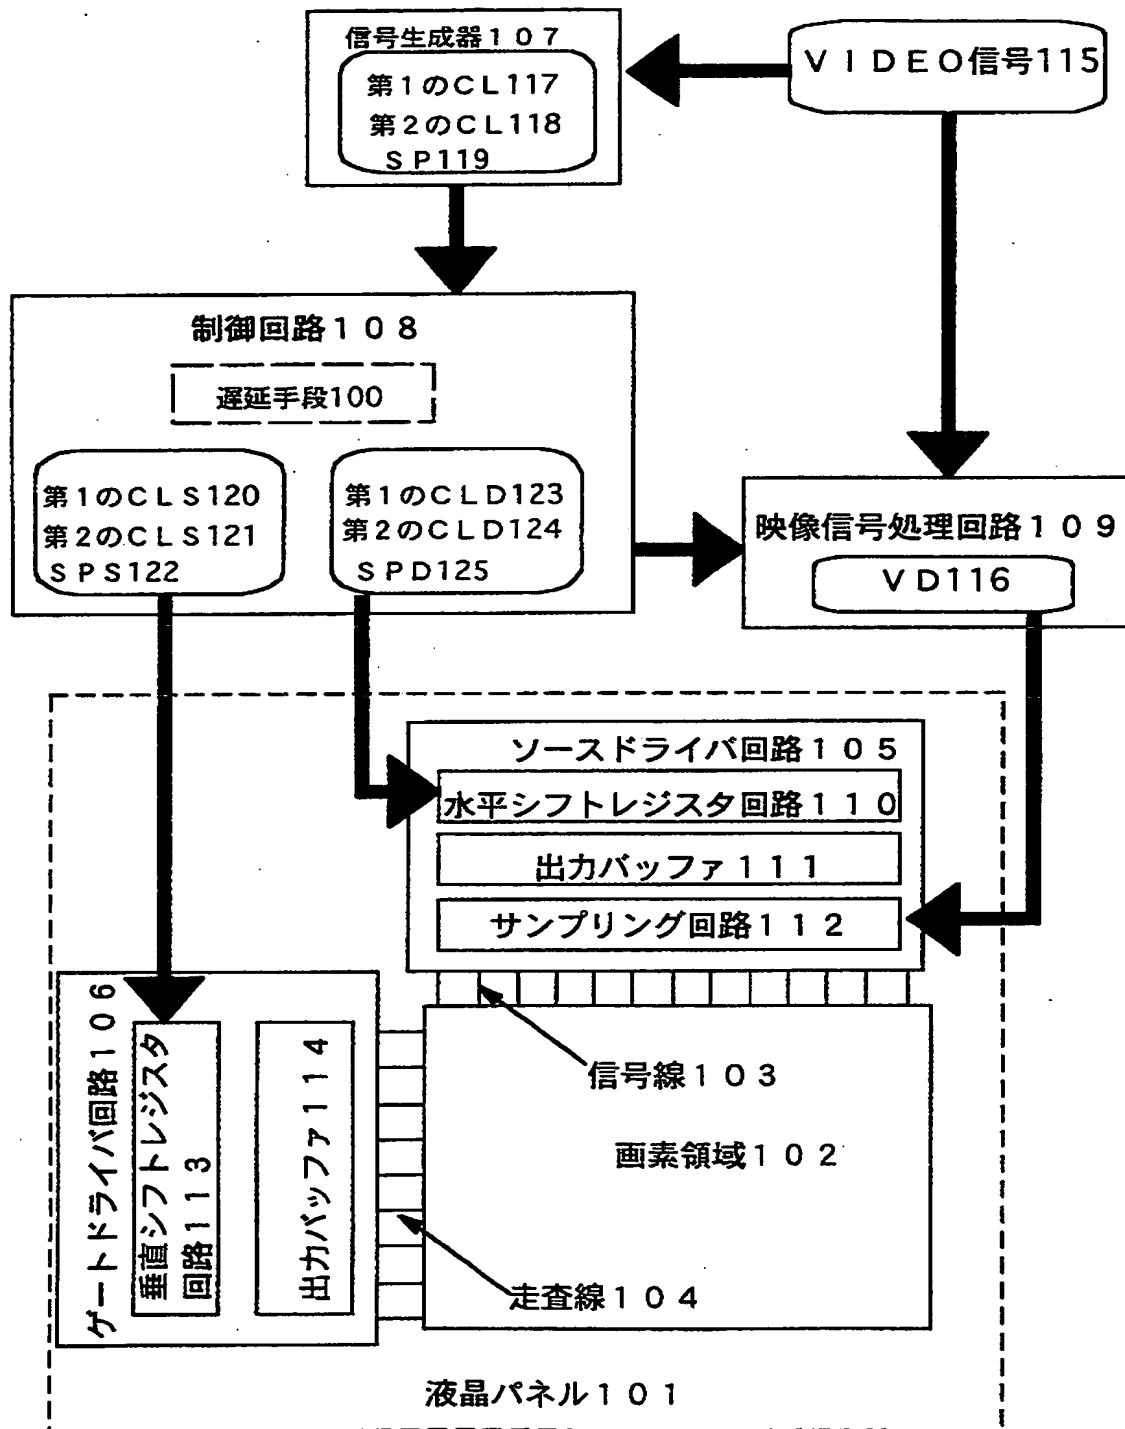 信号生成器１０７
第１のＣＬ117
第２のＣＬ118
ＳＰ119
ＶＩＤＥＯ信号115
制御回路１０８
遅延手段100
第１のＣＬＳ120
第２のＣＬＳ121
ＳＰＳ122
第１のＣＬＤ123
第２のＣＬＤ124
ＳＰＤ125
映像信号処理回路１０９
ＶＤ116
ソースドライバ回路１０５
水平シフトレジスタ回路１１０
出力バッファ１１１
サンプリング回路１１２
ゲートドライバ回路１０６
垂直シフトレジスタ
回路１１３
出力バッファ１１４
信号線１０３
画素領域１０２
走査線１０４
液晶パネル１０１